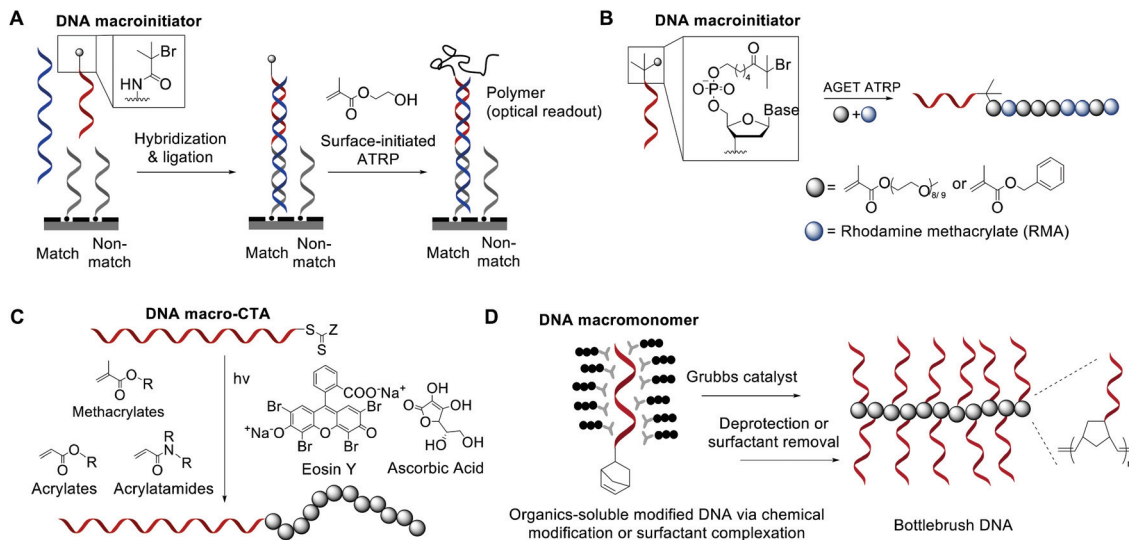 A
DNA macroinitiator
Br
O
HN
Hybridization
& ligation
Match
Non-
match
Match
Non-
match
O
OH
O
Surface-initiated
ATRP
Polymer
(optical readout)
Match
Non-
match
B
DNA macroinitiator
O
Br
O
4
O
O-P=O
O
Base
O
AGET ATRP
+
=
O
O
O
8/ 9
or
O
O
= Rhodamine methacrylate (RMA)
C
DNA macro-CTA
S
Z
S
O
R
O
Methacrylates
hv
O
R
O
Acrylates
R
N
R
O
Acrylatamides
COO-Na+
Br
Br
+Na-O
O
O
Br
Br
Eosin Y
HO
OH
O
O
OH
HO
Ascorbic Acid
D
DNA macromonomer
Grubbs catalyst
Deprotection or
surfactant removal
Organics-soluble modified DNA via chemical
modification or surfactant complexation
Bottlebrush DNA
n